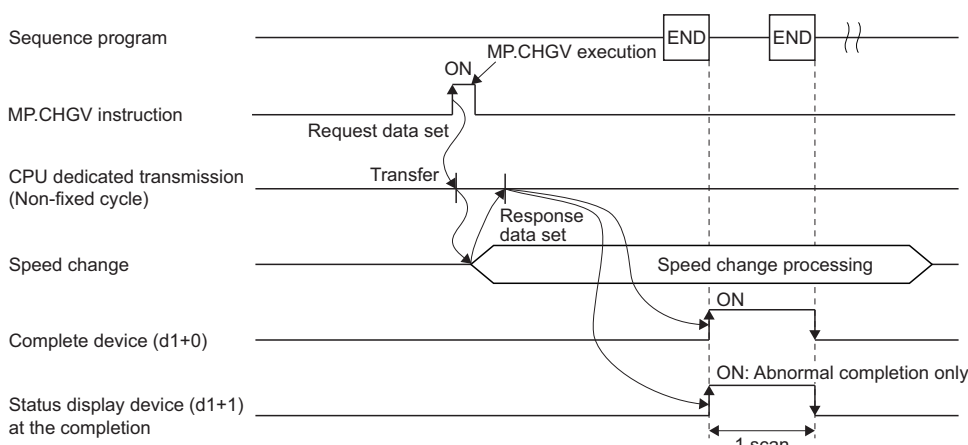 Sequence program
END
END
MP.CHGV execution
ON
MP.CHGV instruction
Request data set
CPU dedicated transmission
(Non-fixed cycle)
Transfer
Response
data set
Speed change
Speed change processing
ON
Complete device (d1+0)
ON: Abnormal completion only
Status display device (d1+1)
at the completion
1 scan